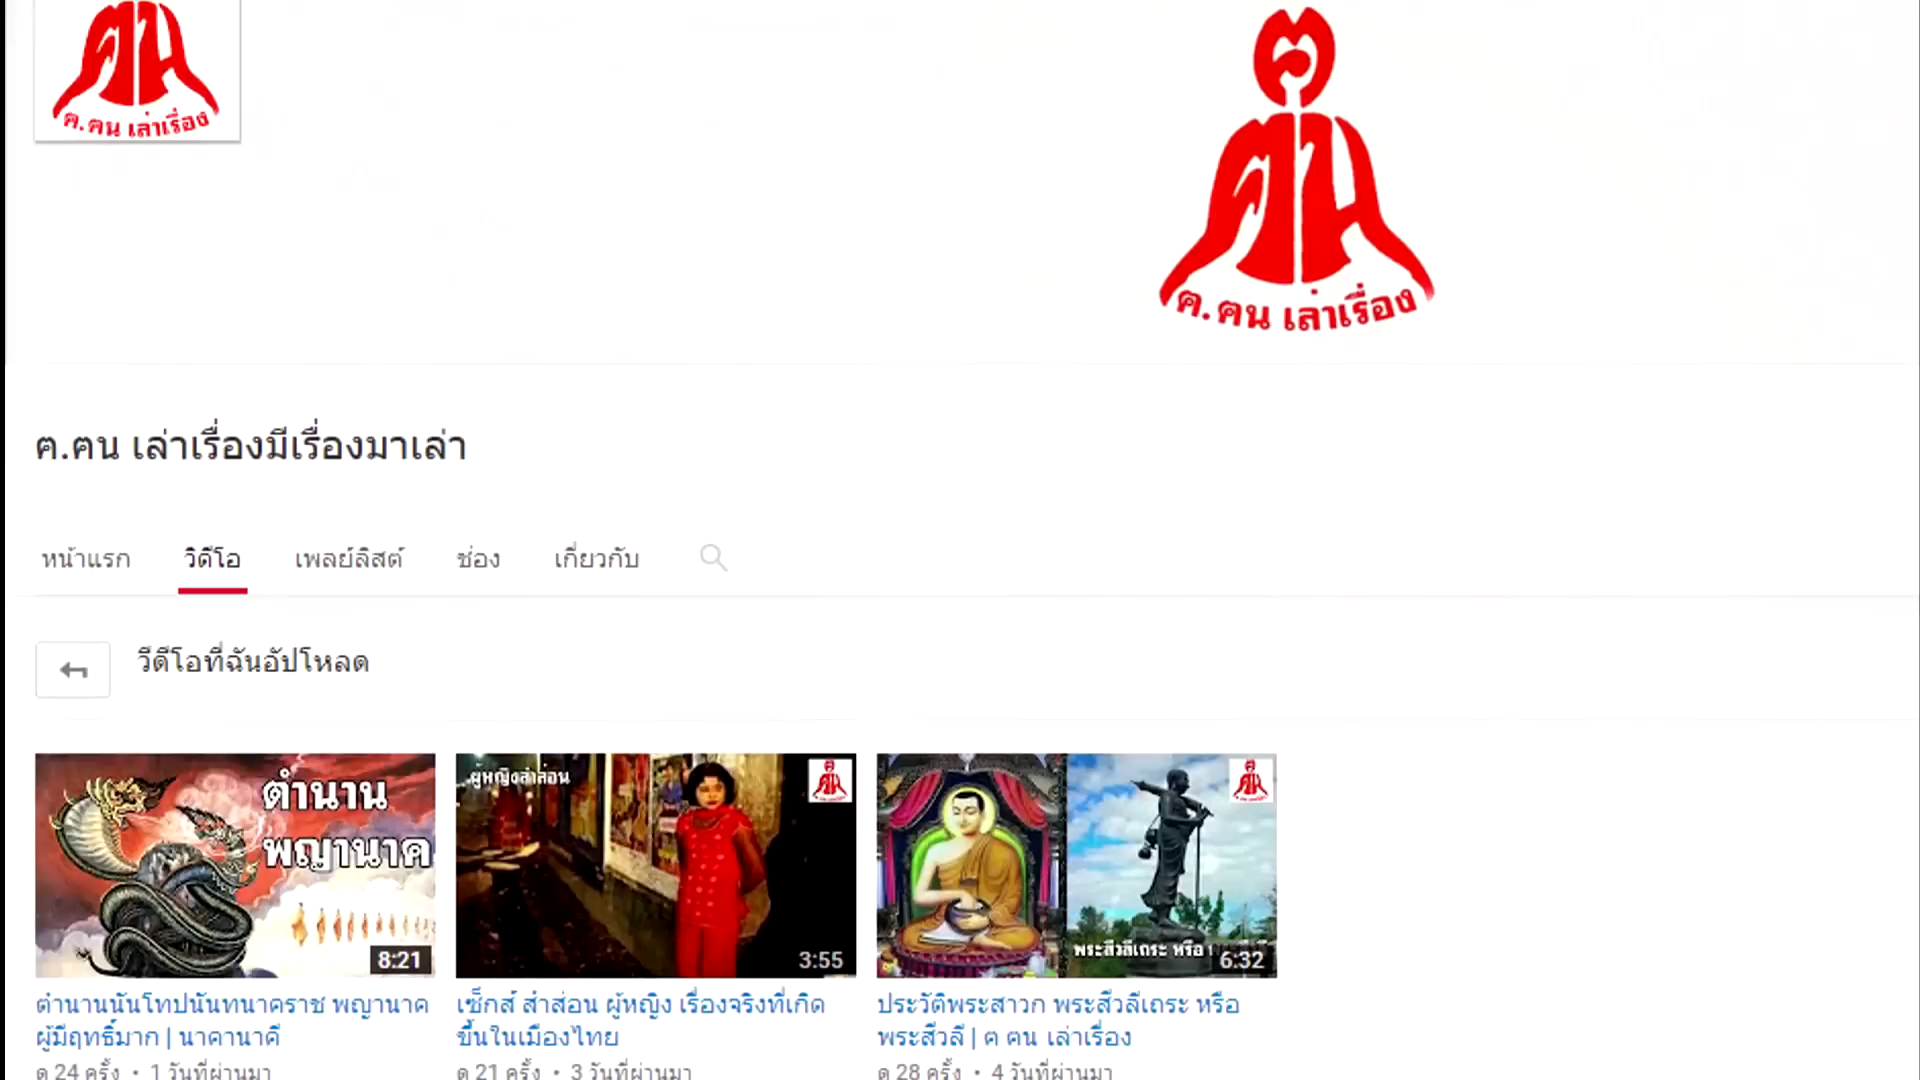 ฅ.ฅน เล่าเรื่อง
ฅ
ฅน
ฅ.ฅน เล่าเรื่อง
ฅ.ฅน เล่าเรื่องมีเรื่องมาเล่า
หน้าแรก วิดีโอ เพลย์ลิสต์ ช่อง เกี่ยวกับ
วีดีโอที่ฉันอัปโหลด
ตำนาน
พญานาค
8:21
ผู้หญิงสำส่อน
3:55
พระสีวลีเถระ หรือ
6:32
ตำนานนันโทปนันทนาคราช พญานาค
ผู้มีฤทธิ์มาก | นาคานาคี
ดู 24 ครั้ง • 1 วันที่ผ่านมา
เซ็กส์ สำส่อน ผู้หญิง เรื่องจริงที่เกิด
ขึ้นในเมืองไทย
ดู 21 ครั้ง • 3 วันที่ผ่านมา
ประวัติพระสาวก พระสีวลีเถระ หรือ
พระสีวลี | ฅ ฅน เล่าเรื่อง
ดู 28 ครั้ง • 4 วันที่ผ่านมา